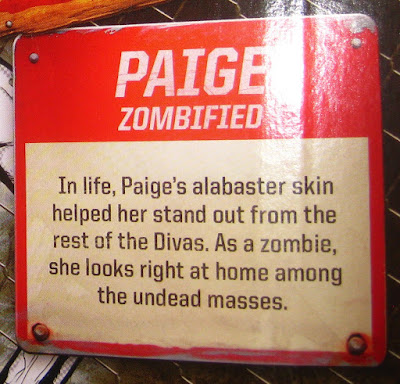 PAIGE
ZOMBIFIED
In life, Paige's alabaster skin
helped her stand out from the
rest of the Divas. As a zombie,
she looks right at home among
the undead masses.